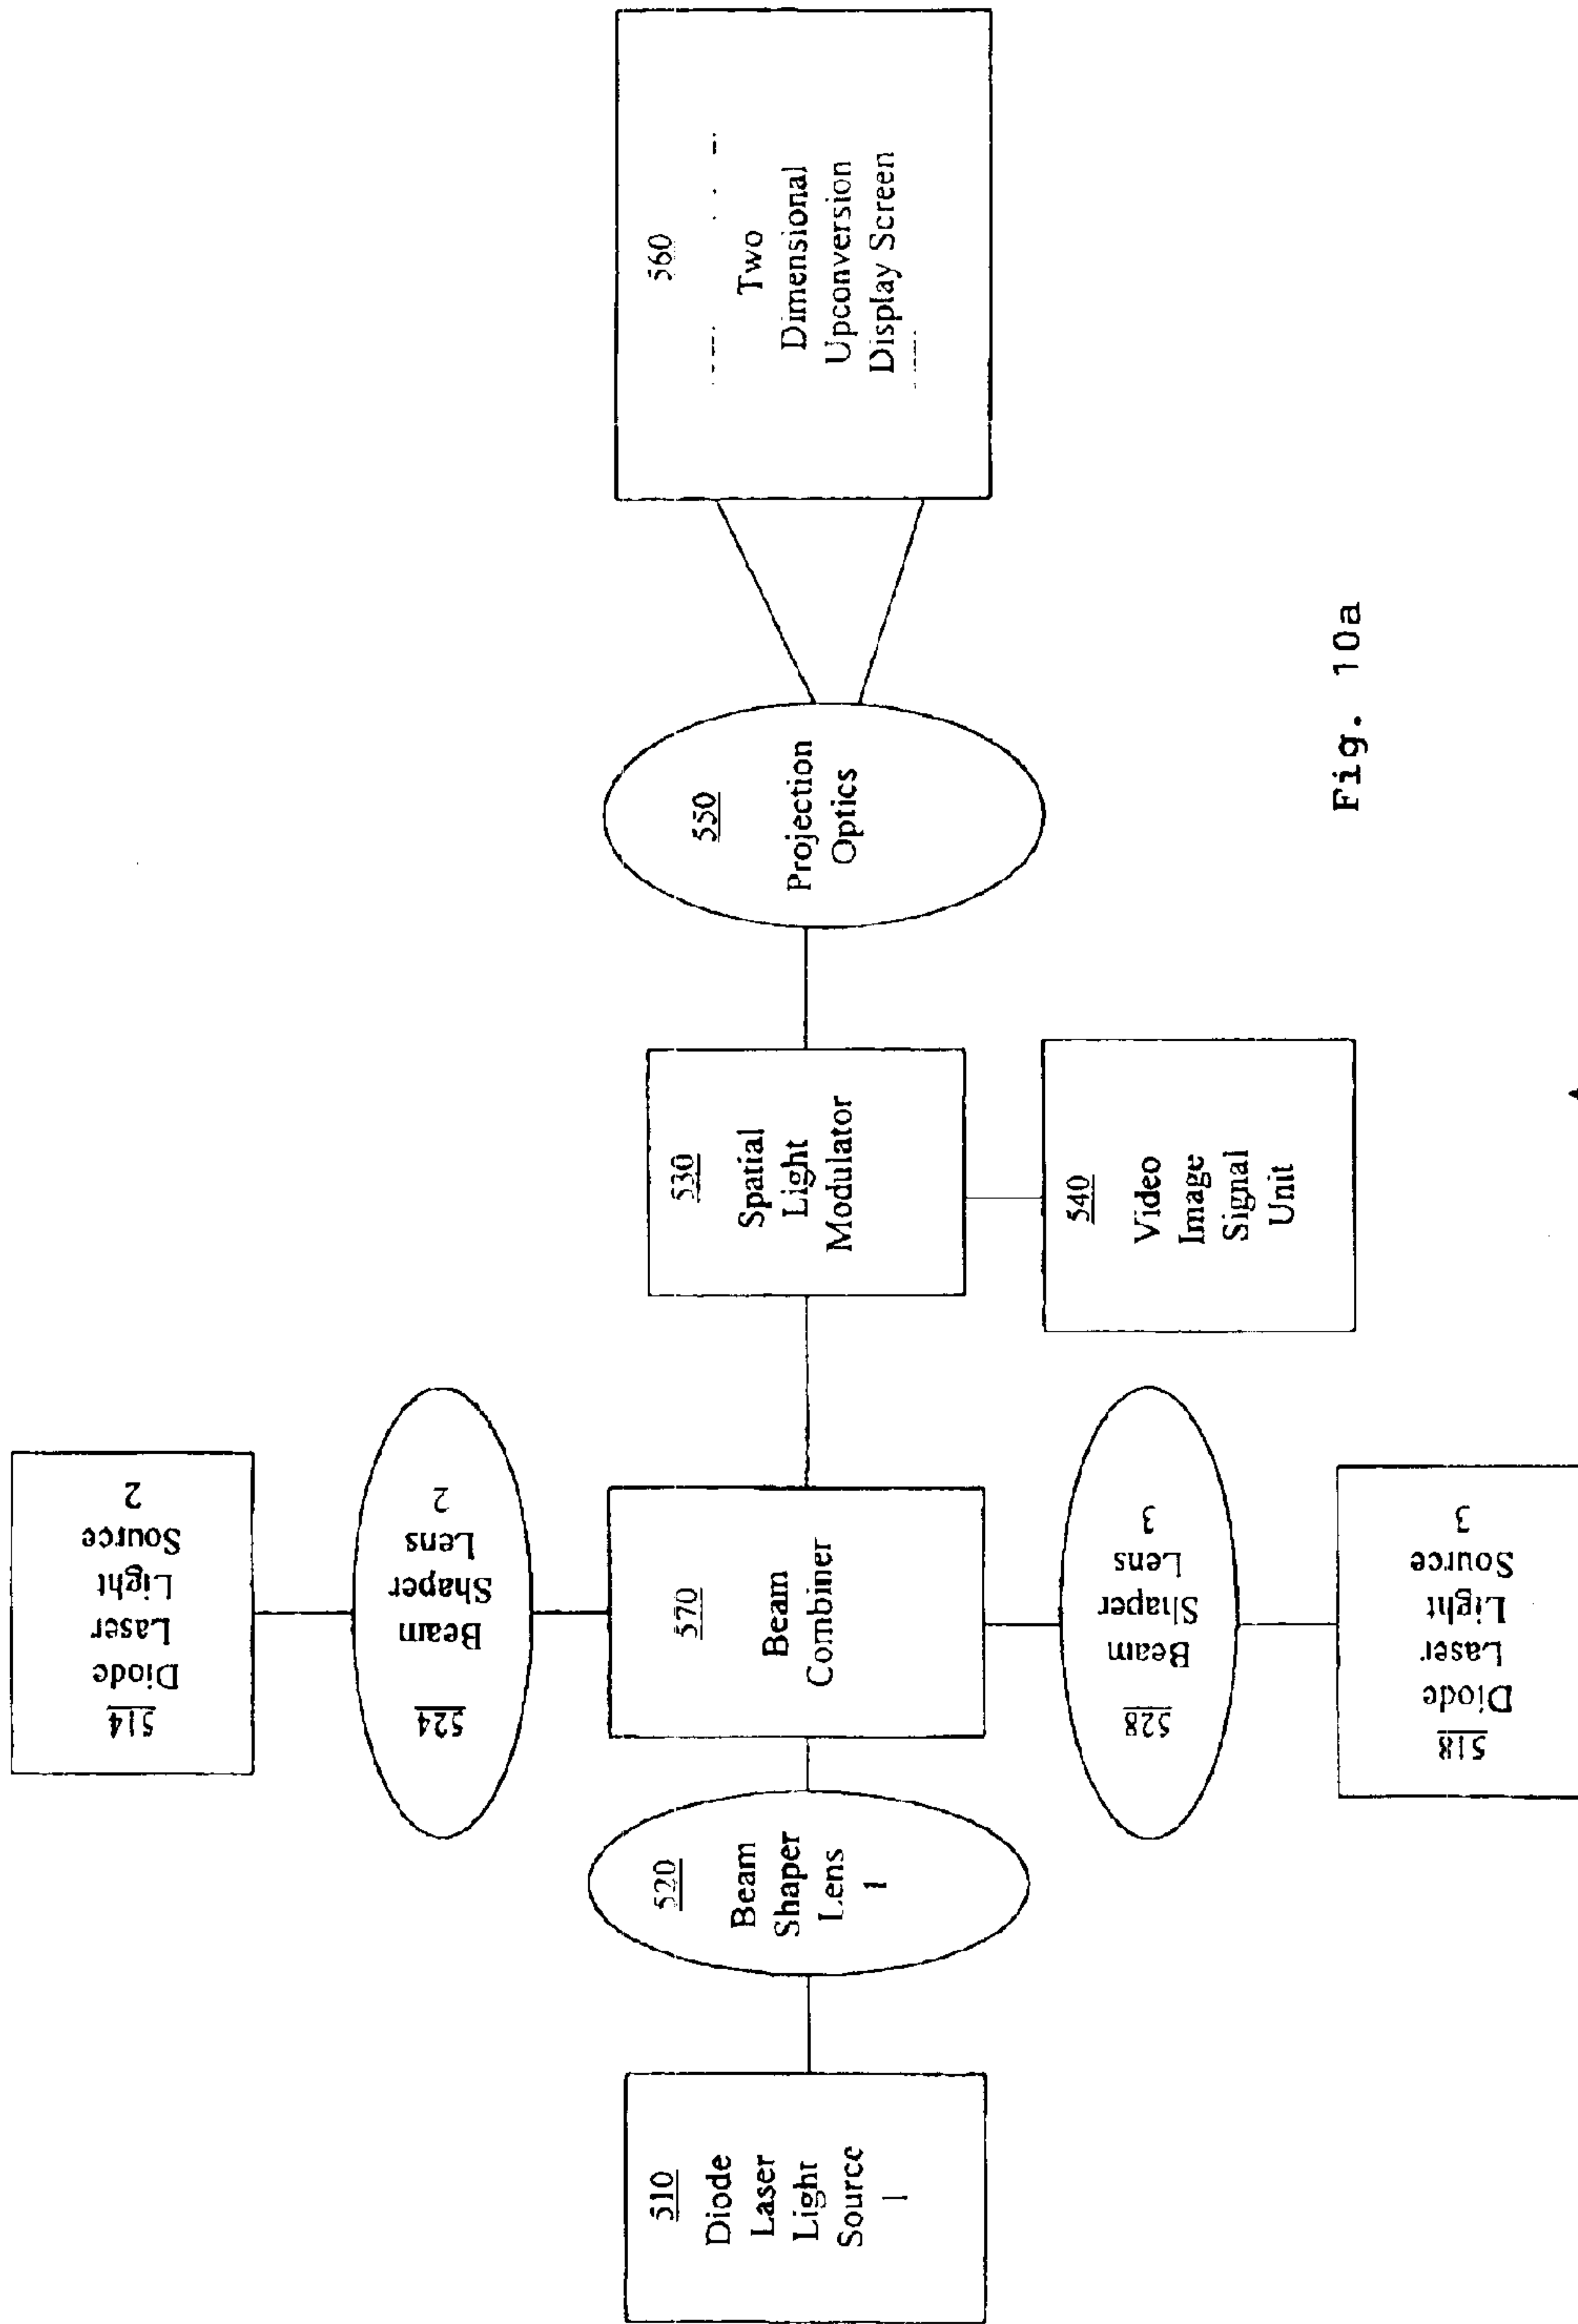 510
Diode
Laser
Light
Source
1
520
Beam
Shaper
Lens
1
514
Diode
Laser
Light
Source
2
524
Beam
Shaper
Lens
2
570
Beam
Combiner
528
Beam
Shaper
Lens
3
518
Diode
Laser
Light
Source
3
530
Spatial
Light
Modulator
540
Video
Image
Signal
Unit
550
Projection
Optics
560
Two
Dimensional
Upconversion
Display Screen
Fig. 10a